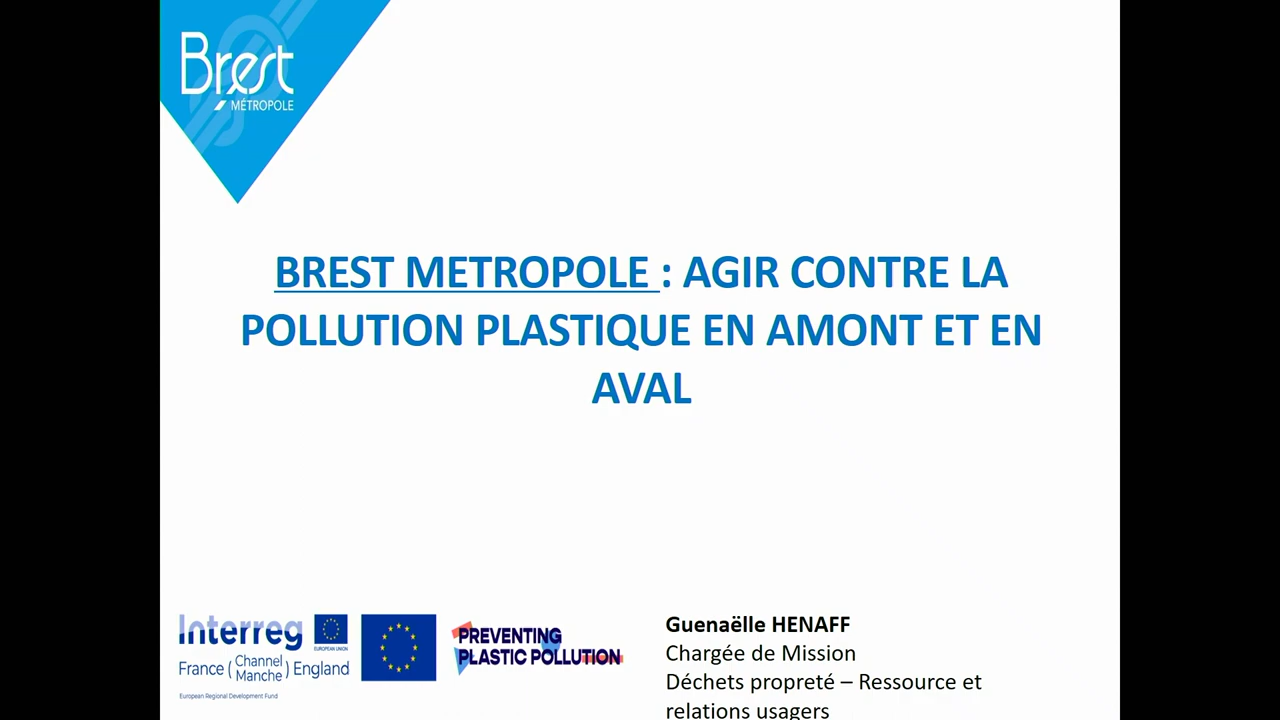 Brest
MÉTROPOLE
BREST METROPOLE : AGIR CONTRE LA
POLLUTION PLASTIQUE EN AMONT ET EN
AVAL
Interreg
EUROPEAN UNION
France ( Channel
Manche ) England
European Regional Development Fund
PREVENTING
PLASTIC POLLUTION
Guenaëlle HENAFF
Chargée de Mission
Déchets propreté – Ressource et
relations usagers